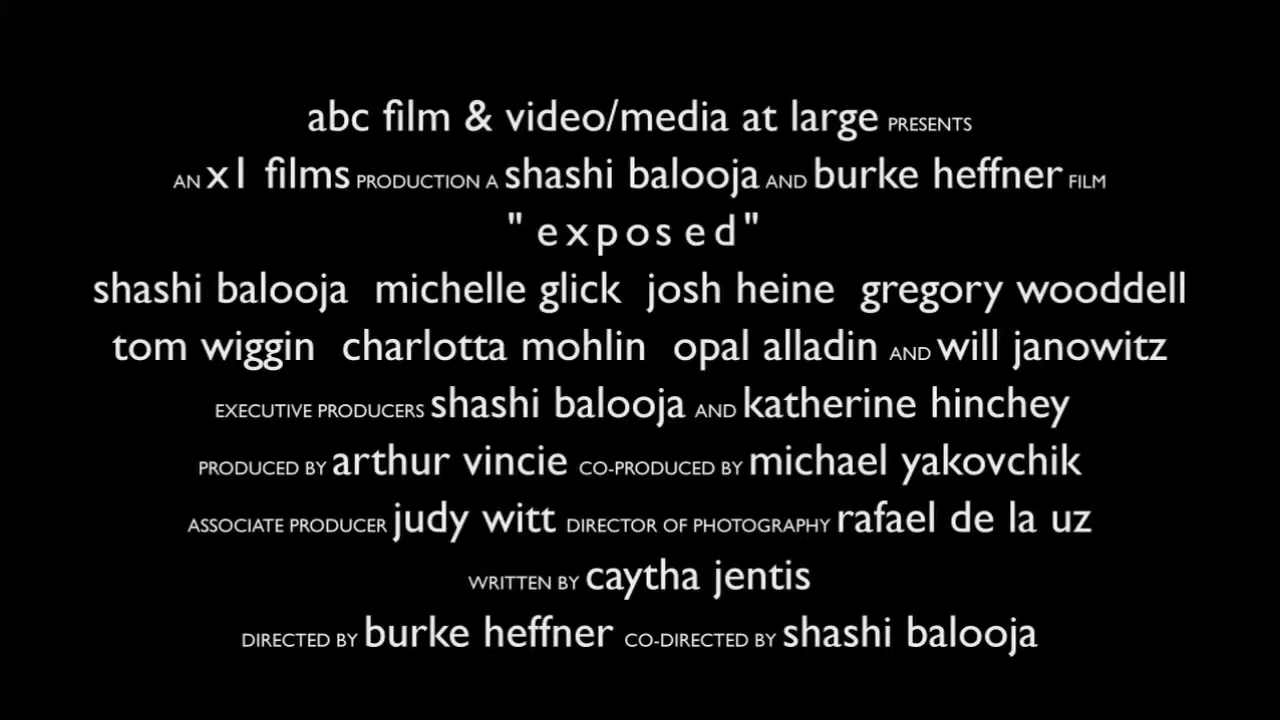 abc film & video/media at large PRESENTS
AN x1 films PRODUCTION A shashi balooja AND burke heffner FILM
"exposed"
shashi balooja michelle glick josh heine gregory wooddell
tom wiggin charlotta mohlin opal alladin AND will janowitz
EXECUTIVE PRODUCERS shashi balooja AND katherine hinchey
PRODUCED BY arthur vincie CO-PRODUCED BY michael yakovchik
ASSOCIATE PRODUCER judy witt DIRECTOR OF PHOTOGRAPHY rafael de la uz
WRITTEN BY caytha jentis
DIRECTED BY burke heffner CO-DIRECTED BY shashi balooja